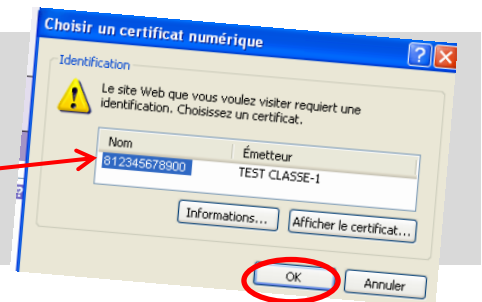 Choisir un certificat numérique
Identification
Le site Web que vous voulez visiter requiert une
identification. Choisissez un certificat.
Nom Émetteur
812345678900 TEST CLASSE-1
Informations... Afficher le certificat...
OK Annuler